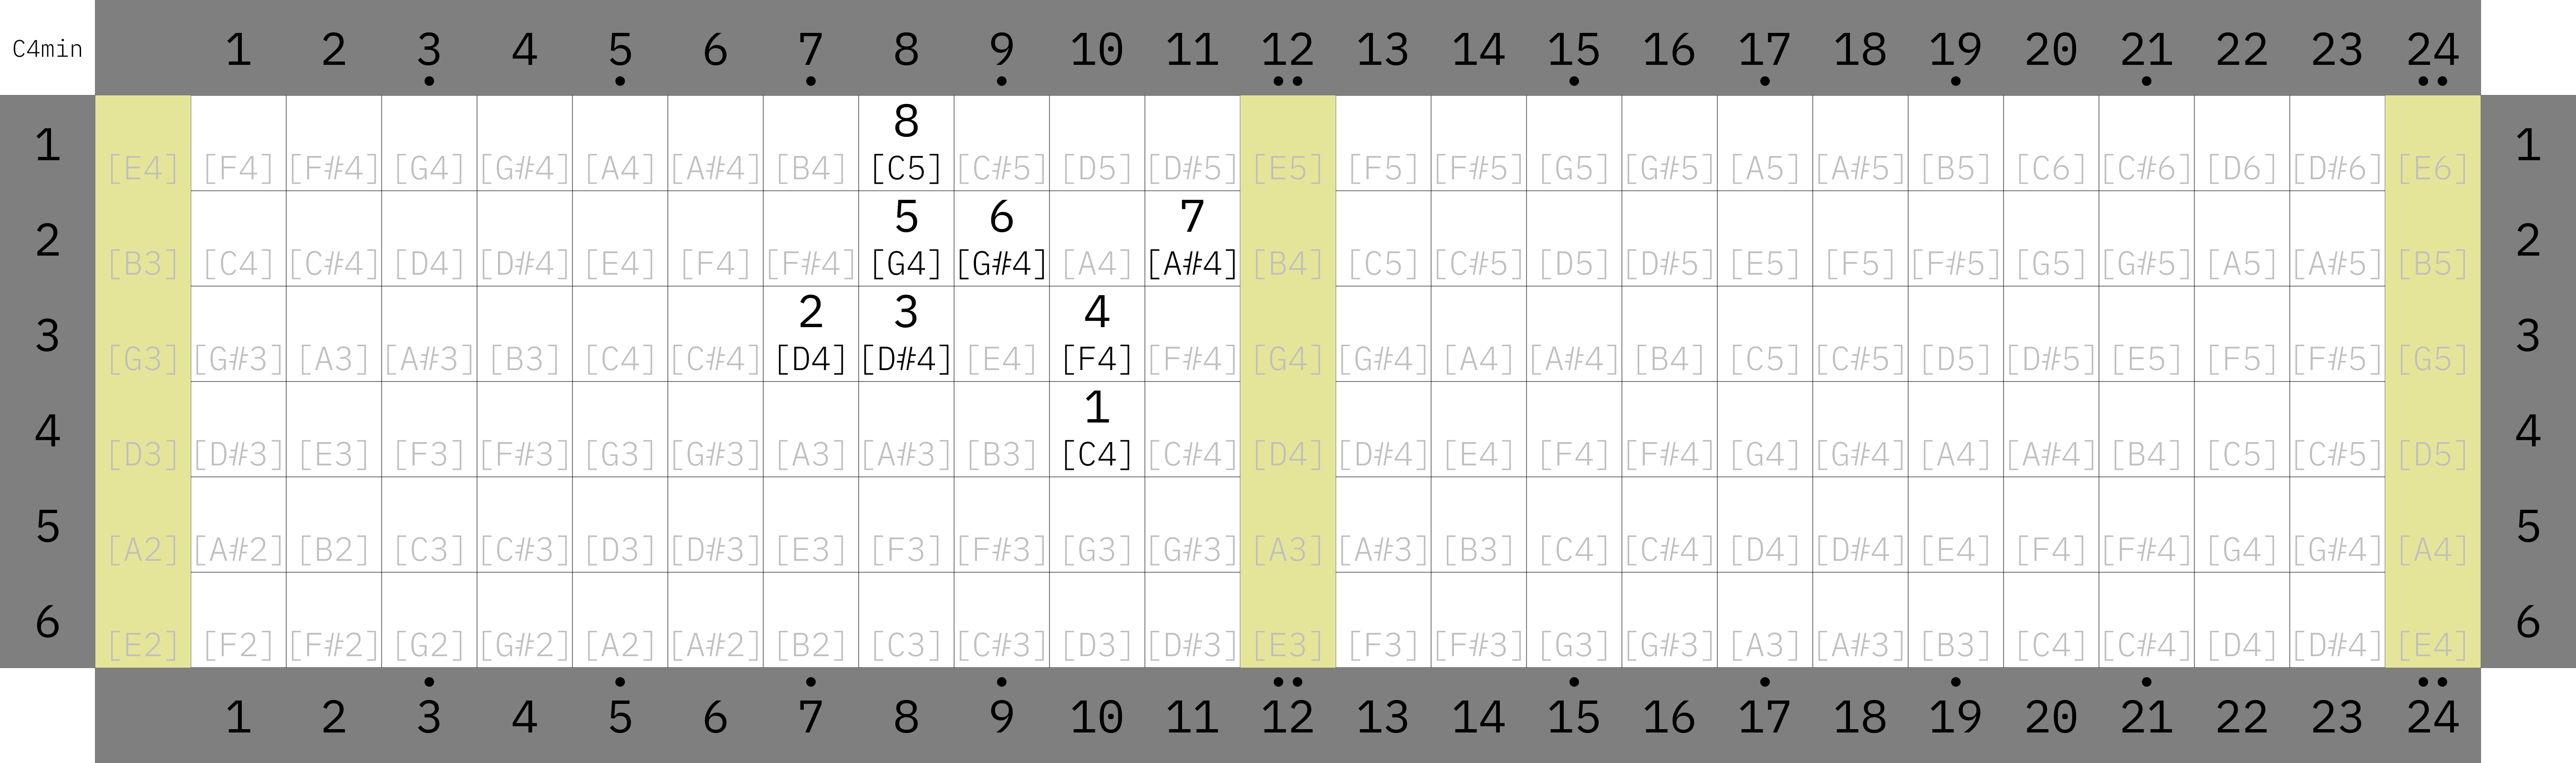 C4min 1 2 3 4 5 6 7 8 9 10 11 12 13 14 15 16 17 18 19 20 21 22 23 24
8
1 [E4] [F4] [F#4] [G4] [G#4] [A4] [A#4] [B4] [C5] [C#5] [D5] [D#5] [E5] [F5] [F#5] [G5] [G#5] [A5] [A#5] [B5] [C6] [C#6] [D6] [D#6] [E6] 1
5 6 7
2 [B3] [C4] [C#4] [D4] [D#4] [E4] [F4] [F#4] [G4] [G#4] [A4] [A#4] [B4] [C5] [C#5] [D5] [D#5] [E5] [F5] [F#5] [G5] [G#5] [A5] [A#5] [B5] 2
2 3 4
3 [G3] [G#3] [A3] [A#3] [B3] [C4] [C#4] [D4] [D#4] [E4] [F4] [F#4] [G4] [G#4] [A4] [A#4] [B4] [C5] [C#5] [D5] [D#5] [E5] [F5] [F#5] [G5] 3
1
4 [D3] [D#3] [E3] [F3] [F#3] [G3] [G#3] [A3] [A#3] [B3] [C4] [C#4] [D4] [D#4] [E4] [F4] [F#4] [G4] [G#4] [A4] [A#4] [B4] [C5] [C#5] [D5] 4
5 [A2] [A#2] [B2] [C3] [C#3] [D3] [D#3] [E3] [F3] [F#3] [G3] [G#3] [A3] [A#3] [B3] [C4] [C#4] [D4] [D#4] [E4] [F4] [F#4] [G4] [G#4] [A4] 5
6 [E2] [F2] [F#2] [G2] [G#2] [A2] [A#2] [B2] [C3] [C#3] [D3] [D#3] [E3] [F3] [F#3] [G3] [G#3] [A3] [A#3] [B3] [C4] [C#4] [D4] [D#4] [E4] 6
1 2 3 4 5 6 7 8 9 10 11 12 13 14 15 16 17 18 19 20 21 22 23 24